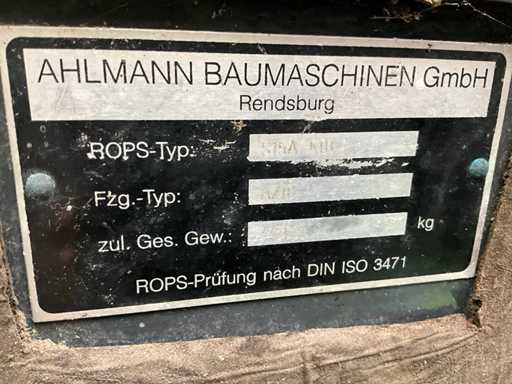 AHLMANN BAUMASCHINEN GmbH
Rendsburg
ROPS-Typ:
Fzg.-Typ:
zul. Ges. Gew.: kg
ROPS-Prüfung nach DIN ISO 3471